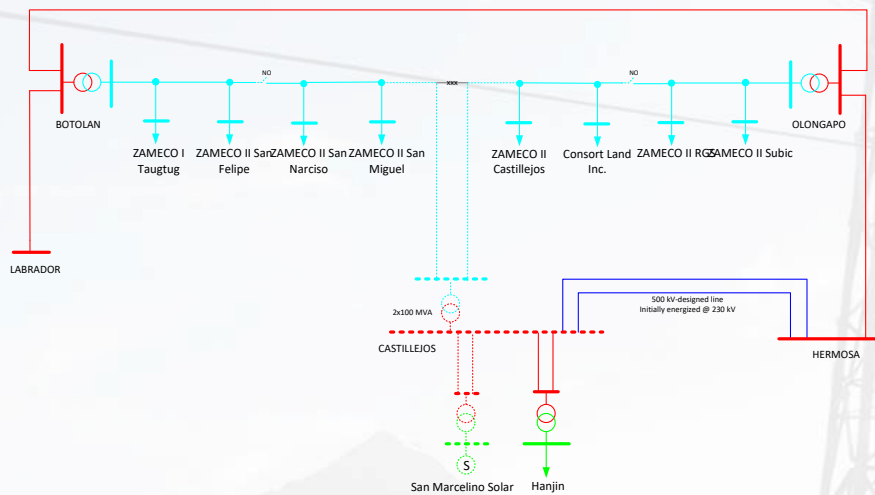 NO
xxx
NO
BOTOLAN
OLONGAPO
ZAMECO I
Taugtug
ZAMECO II San
Felipe
ZAMECO II San
Narciso
ZAMECO II San
Miguel
ZAMECO II
Castillejos
Consort Land
Inc.
ZAMECO II RGS
ZAMECO II Subic
LABRADOR
2x100 MVA
500 kV-designed line
Initially energized @ 230 kV
CASTILLEJOS
HERMOSA
S
San Marcelino Solar
Hanjin